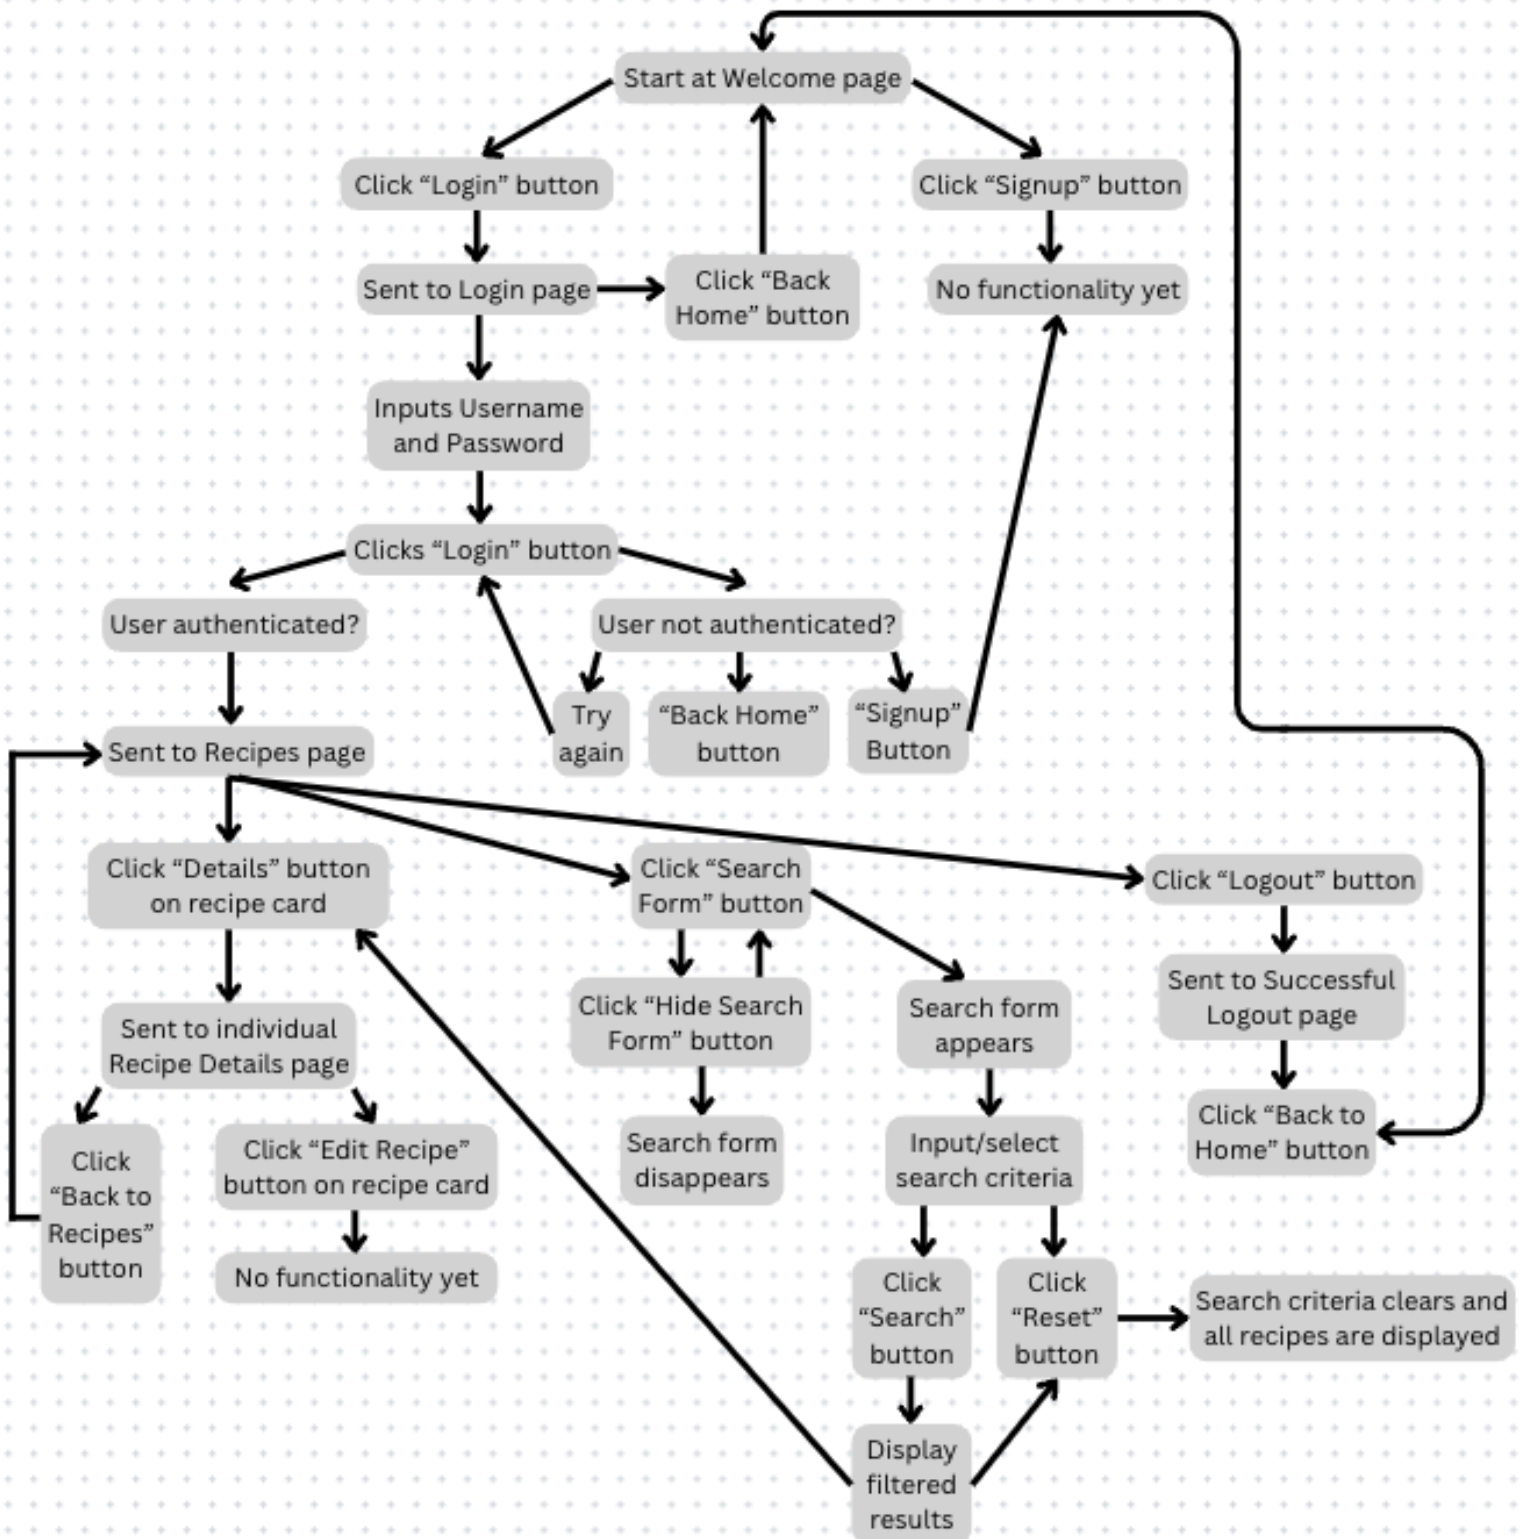 Start at Welcome page
Click “Login” button
Click “Signup” button
Sent to Login page
Click “Back
Home” button
No functionality yet
Inputs Username
and Password
Clicks “Login” button
User authenticated?
User not authenticated?
Try
again
“Back Home”
button
“Signup”
Button
Sent to Recipes page
Click “Details” button
on recipe card
Click “Search
Form” button
Click “Logout” button
Sent to individual
Recipe Details page
Click “Hide Search
Form” button
Search form
appears
Sent to Successful
Logout page
Click
“Back to
Recipes”
button
Click “Edit Recipe”
button on recipe card
Search form
disappears
Input/select
search criteria
Click “Back to
Home” button
No functionality yet
Click
“Search”
button
Click
“Reset”
button
Search criteria clears and
all recipes are displayed
Display
filtered
results